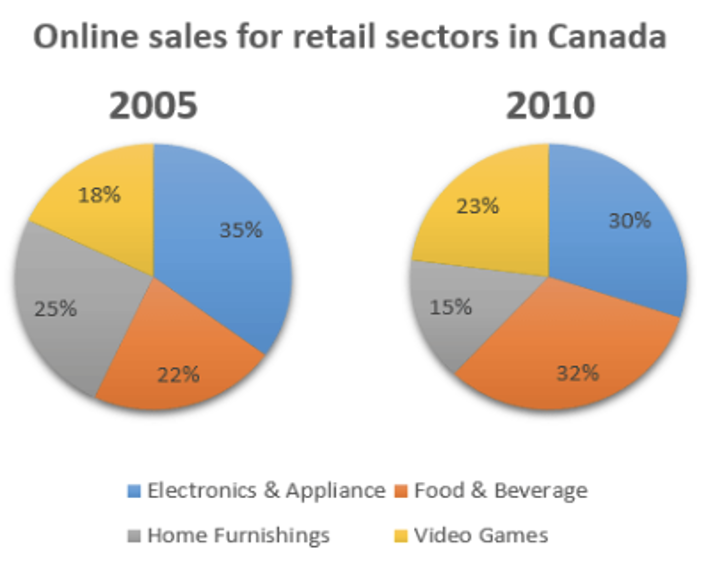 Online sales for retail sectors in Canada
2005
2010
18%
35%
25%
22%
23%
30%
15%
32%
Electronics & Appliance
Food & Beverage
Home Furnishings
Video Games